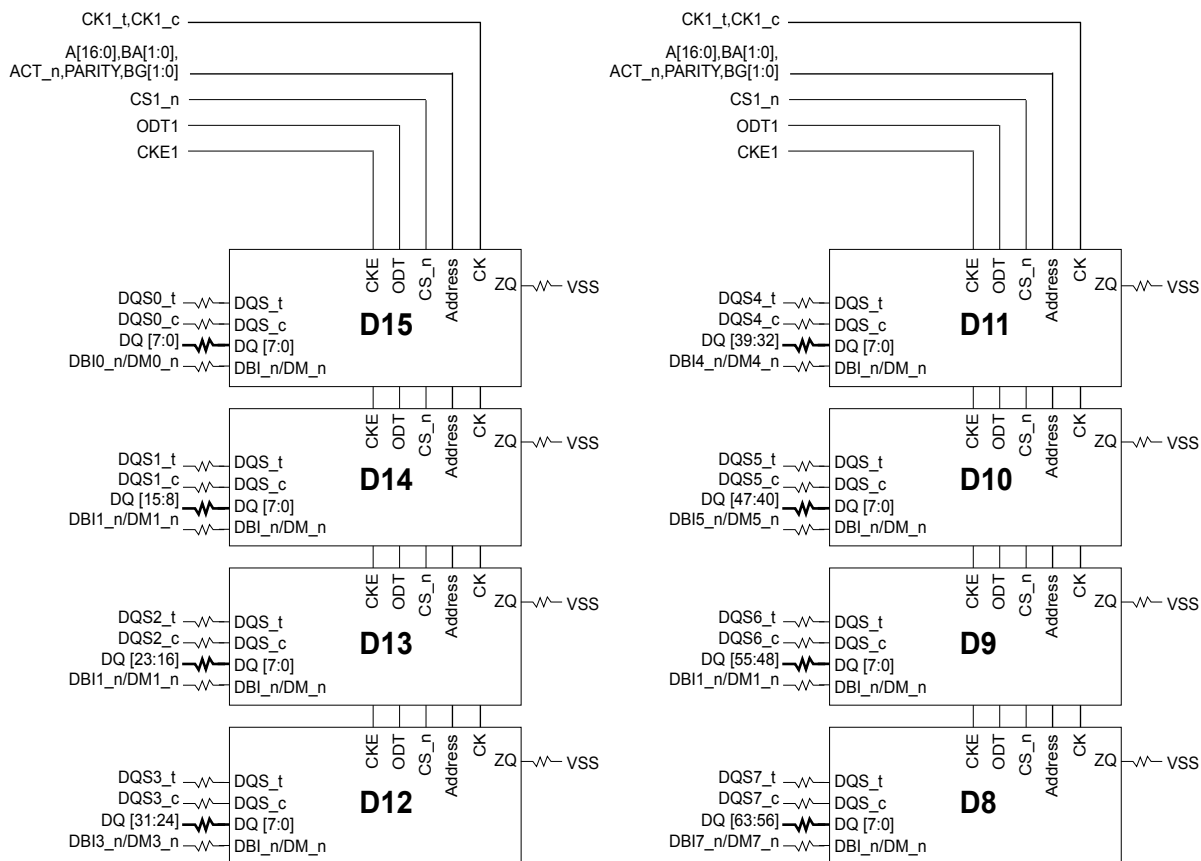 CK1_t,CK1_c
A[16:0],BA[1:0],
ACT_n,PARITY,BG[1:0]
CS1_n
ODT1
CKE1
CKE
ODT
CS_n
Address
CK
ZQ
VSS
DQS0_t
DQS_t
DQS0_c
DQS_c
D15
DQ [7:0]
DQ [7:0]
DBI0_n/DM0_n
DBI_n/DM_n
CKE
ODT
CS_n
Address
CK
ZQ
VSS
DQS1_t
DQS_t
DQS1_c
DQS_c
D14
DQ [15:8]
DQ [7:0]
DBI1_n/DM1_n
DBI_n/DM_n
CKE
ODT
CS_n
Address
CK
ZQ
VSS
DQS2_t
DQS_t
DQS2_c
DQS_c
D13
DQ [23:16]
DQ [7:0]
DBI1_n/DM1_n
DBI_n/DM_n
CKE
ODT
CS_n
Address
CK
ZQ
VSS
DQS3_t
DQS_t
DQS3_c
DQS_c
D12
DQ [31:24]
DQ [7:0]
DBI3_n/DM3_n
DBI_n/DM_n
CK1_t,CK1_c
A[16:0],BA[1:0],
ACT_n,PARITY,BG[1:0]
CS1_n
ODT1
CKE1
CKE
ODT
CS_n
Address
CK
ZQ
VSS
DQS4_t
DQS_t
DQS4_c
DQS_c
D11
DQ [39:32]
DQ [7:0]
DBI4_n/DM4_n
DBI_n/DM_n
CKE
ODT
CS_n
Address
CK
ZQ
VSS
DQS5_t
DQS_t
DQS5_c
DQS_c
D10
DQ [47:40]
DQ [7:0]
DBI5_n/DM5_n
DBI_n/DM_n
CKE
ODT
CS_n
Address
CK
ZQ
VSS
DQS6_t
DQS_t
DQS6_c
DQS_c
D9
DQ [55:48]
DQ [7:0]
DBI1_n/DM1_n
DBI_n/DM_n
CKE
ODT
CS_n
Address
CK
ZQ
VSS
DQS7_t
DQS_t
DQS7_c
DQS_c
D8
DQ [63:56]
DQ [7:0]
DBI7_n/DM7_n
DBI_n/DM_n